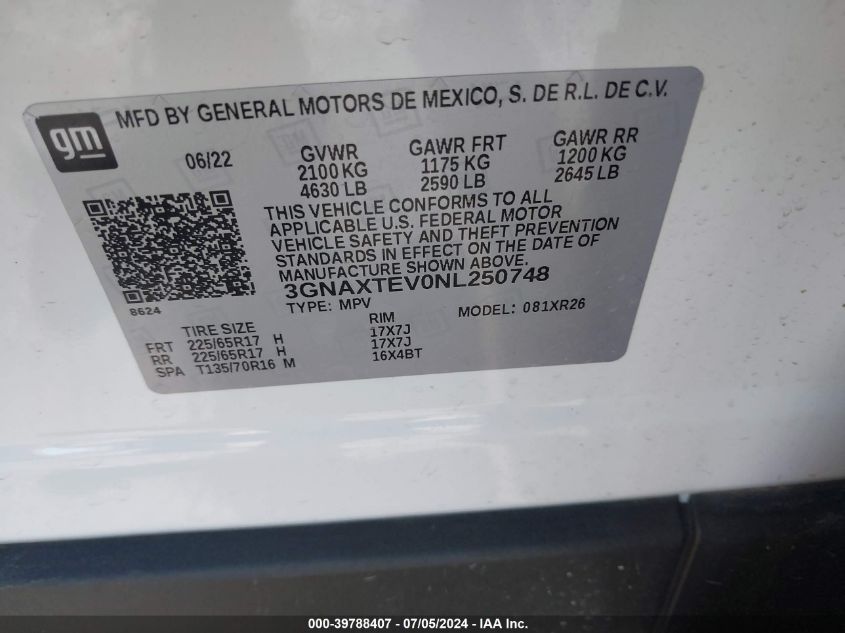 gm
MFD BY GENERAL MOTORS DE MEXICO, S. DE R.L. DE C.V.
06/22 GVWR GAWR FRT GAWR RR
2100 KG 1175 KG 1200 KG
4630 LB 2590 LB 2645 LB
THIS VEHICLE CONFORMS TO ALL
APPLICABLE U.S. FEDERAL MOTOR
VEHICLE SAFETY AND THEFT PREVENTION
STANDARDS IN EFFECT ON THE DATE OF
MANUFACTURE SHOWN ABOVE.
3GNAXTEV0NL250748
8624
TYPE: MPV MODEL: 081XR26
TIRE SIZE RIM
FRT 225/65R17 H 17X7J
RR 225/65R17 H 17X7J
SPA T135/70R16 M 16X4BT
000-39788407 - 07/05/2024 - IAA Inc.